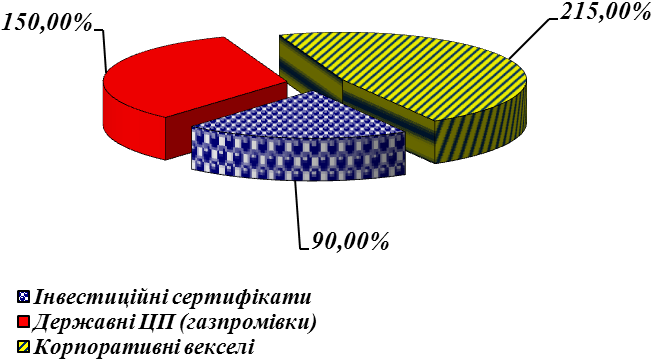 150,00%
215,00%
90,00%
Інвестиційні сертифікати
Державні ЦП (газпромівки)
Корпоративні векселі